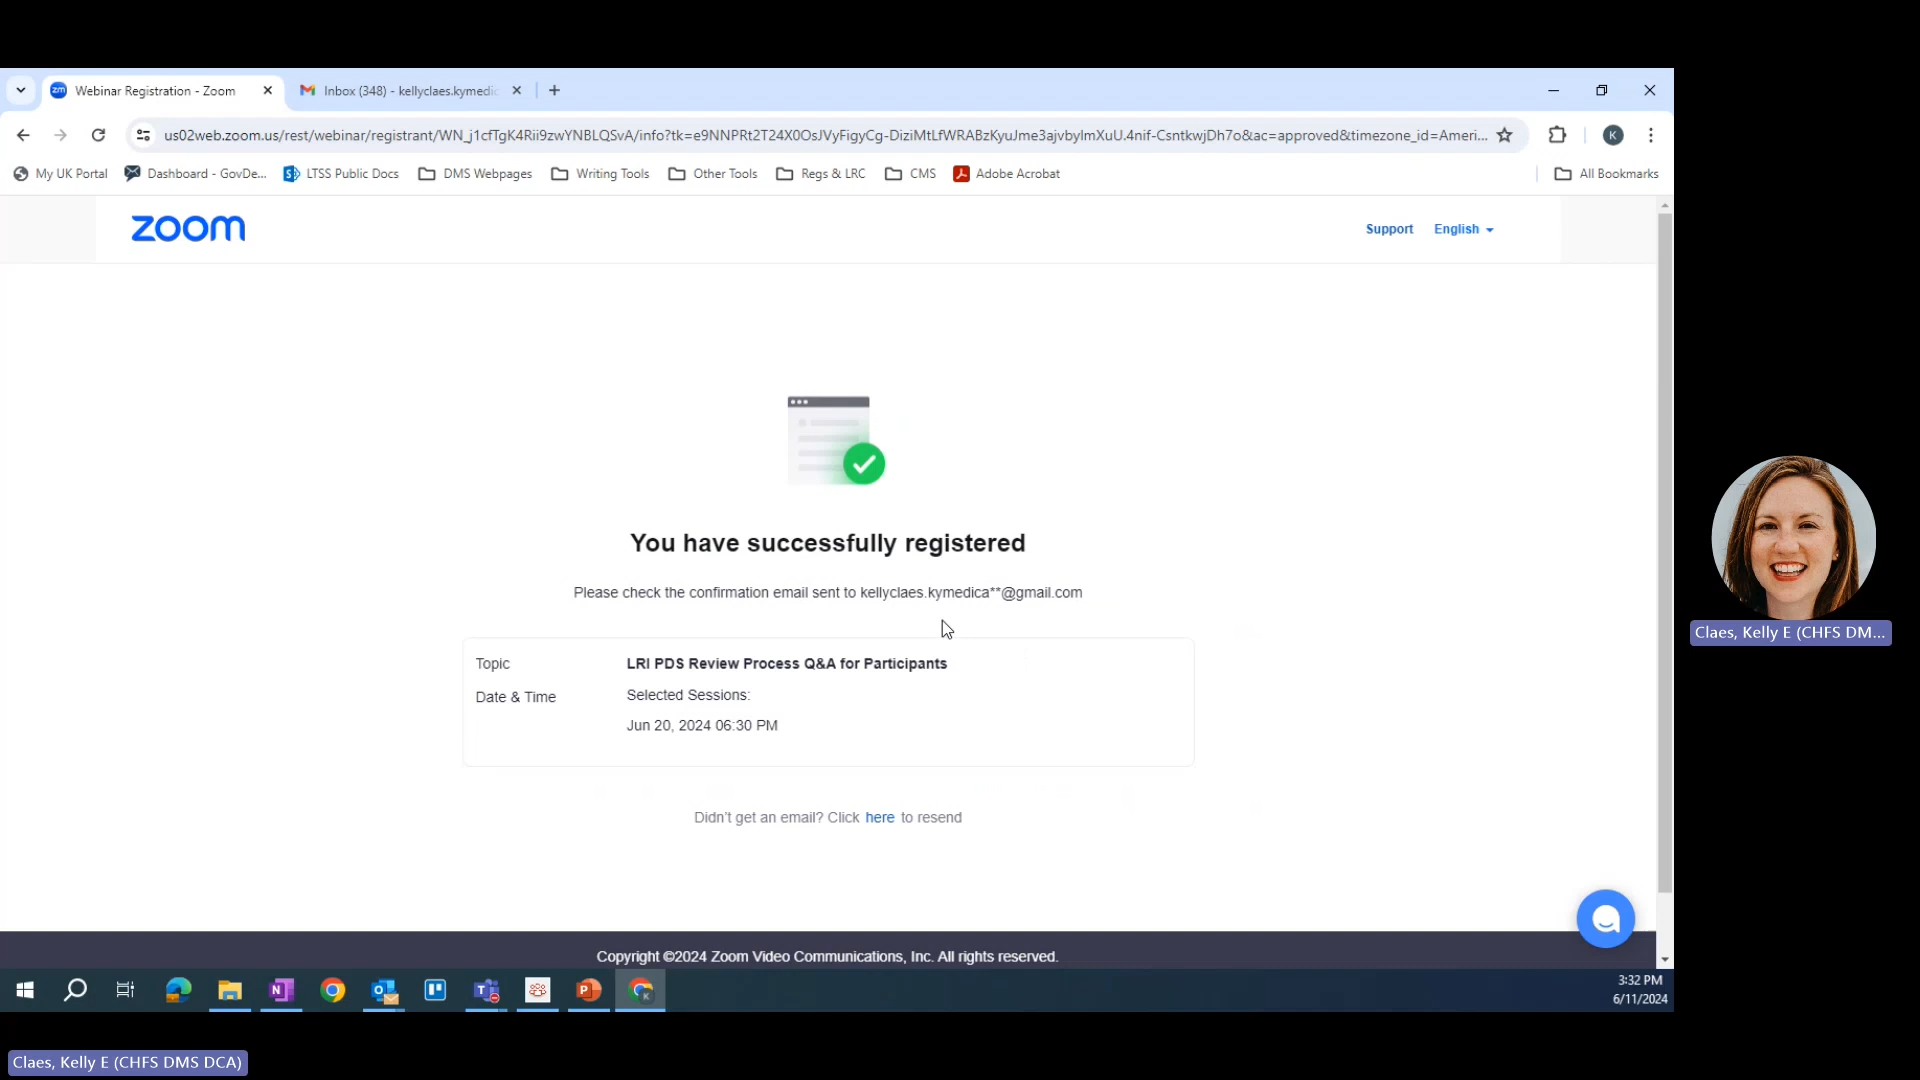 Webinar Registration - Zoom
Inbox (348) - kellyclaes.kymedic
us02web.zoom.us/rest/webinar/registrant/WN_j1cfTgK4Rii9zwYNBLQSvA/info?tk=e9NNPRt2T24X0OsJVyFigyCg-DiziMtLfWRABzKyuJme3ajvbyImXuU.4nif-CsntkwjDh7o&ac=approved&timezone_id=Ameri...
K
My UK Portal
Dashboard - GovDe...
LTSS Public Docs
DMS Webpages
Writing Tools
Other Tools
Regs & LRC
CMS
Adobe Acrobat
All Bookmarks
zoom
Support
English
You have successfully registered
Please check the confirmation email sent to kellyclaes.kymedica**@gmail.com
Topic
LRI PDS Review Process Q&A for Participants
Date & Time
Selected Sessions:
Jun 20, 2024 06:30 PM
Didn't get an email? Click here to resend
Copyright ©2024 Zoom Video Communications, Inc. All rights reserved.
3:32 PM
6/11/2024
Claes, Kelly E (CHFS DM...
Claes, Kelly E (CHFS DMS DCA)